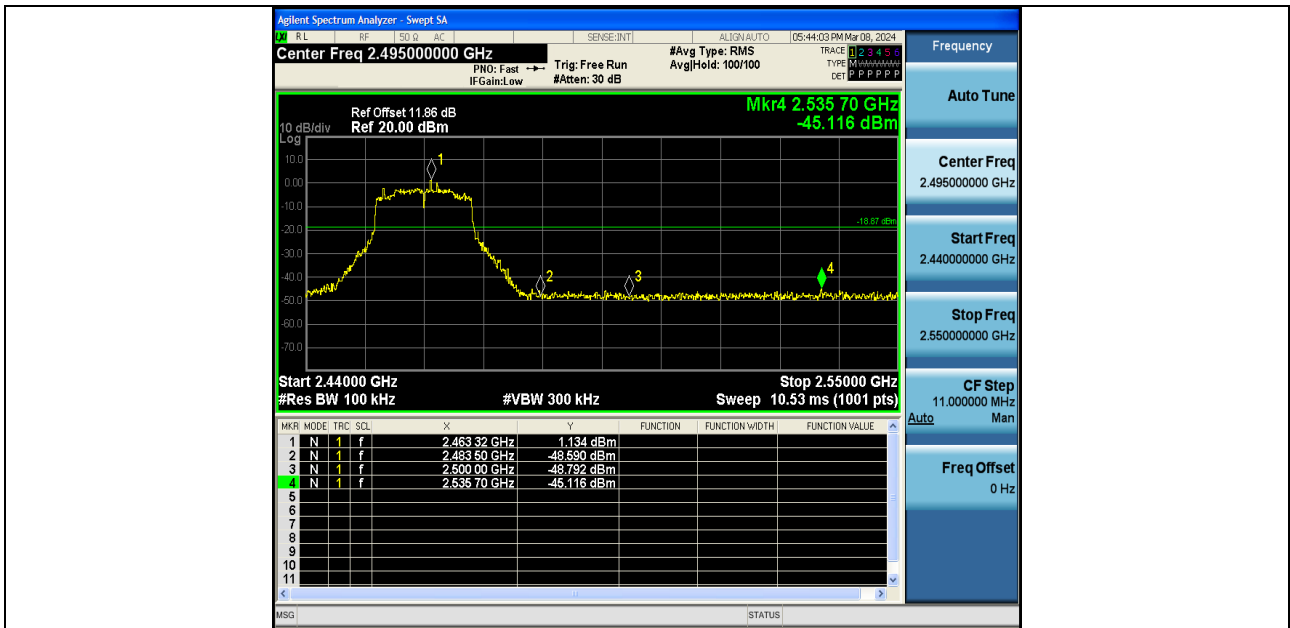 Agilent Spectrum Analyzer - Swept SA
LXI RL RF 50 Ω AC SENSE:INT ALIGN AUTO 05:44:03 PM Mar 08, 2024
Center Freq 2.495000000 GHz
PNO: Fast
IFGain:Low
Trig: Free Run
#Atten: 30 dB
#Avg Type: RMS
Avg|Hold: 100/100
TRACE 1 2 3 4 5 6
TYPE M
DET P P P P P P
Frequency
Auto Tune
Center Freq
2.495000000 GHz
Start Freq
2.440000000 GHz
Stop Freq
2.550000000 GHz
CF Step
11.000000 MHz
Auto Man
Freq Offset
0 Hz
Mkr4 2.535 70 GHz
-45.116 dBm
Ref Offset 11.86 dB
10 dB/div Ref 20.00 dBm
Log
10.0
0.00
-10.0
-20.0
-30.0
-40.0
-50.0
-60.0
-70.0
1
2
3
4
-18.87 dBm
Start 2.44000 GHz Stop 2.55000 GHz
#Res BW 100 kHz #VBW 300 kHz Sweep 10.53 ms (1001 pts)
MKR MODE TRC SCL X Y FUNCTION FUNCTION WIDTH FUNCTION VALUE
1 N 1 f 2.463 32 GHz 1.134 dBm
2 N 1 f 2.483 50 GHz -48.590 dBm
3 N 1 f 2.500 00 GHz -48.792 dBm
4 N 1 f 2.535 70 GHz -45.116 dBm
5
6
7
8
9
10
11
MSG STATUS